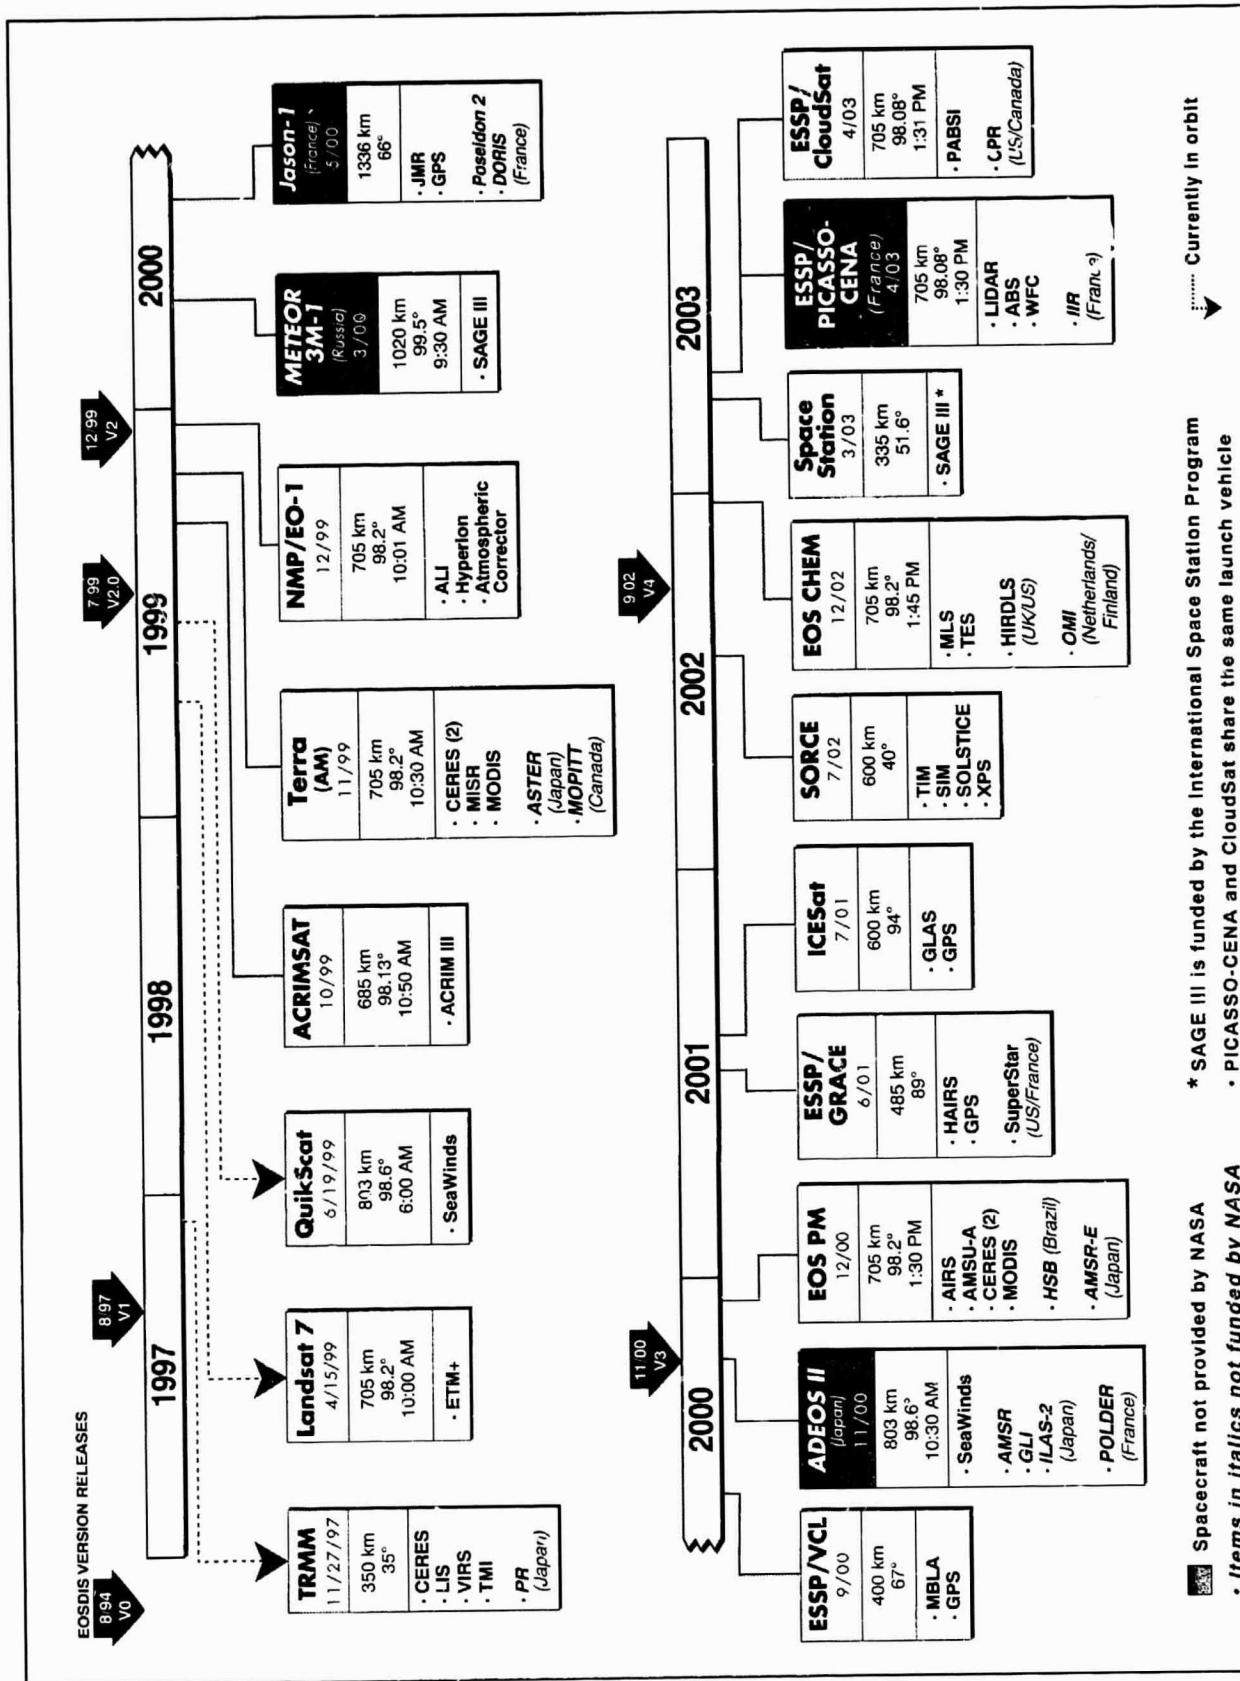 EOSDIS VERSION RELEASES
8/94
V0
8/97
V1
7/99
V2.0
12/99
V2
1997
1998
1999
2000
TRMM
11/27/97
350 km
35°
· CERES
· LIS
· VIRS
· TMI
· PR
(Japan)
Landsat 7
4/15/99
705 km
98.2°
10:00 AM
· ETM+
QuikScat
6/19/99
803 km
98.6°
6:00 AM
· SeaWinds
ACRIMSAT
10/99
685 km
98.13°
10:50 AM
· ACRIM III
Terra
(AM)
11/99
705 km
98.2°
10:30 AM
· CERES (2)
· MISR
· MODIS
· ASTER
(Japan)
· MOPITT
(Canada)
NMP/EO-1
12/99
705 km
98.2°
10:01 AM
· ALI
· Hyperion
· Atmospheric
Corrector
METEOR
3M-1
(Russia)
3/00
1020 km
99.5°
9:30 AM
· SAGE III
Jason-1
(France)
5/00
1336 km
66°
· JMR
· GPS
· Poseidon 2
· DORIS
(France)
11/00
V3
9 02
V4
2000
2001
2002
2003
ESSP/VCL
9/00
400 km
67°
· MBLA
· GPS
ADEOS II
(Japan)
11/00
803 km
98.6°
10:30 AM
· SeaWinds
· AMSR
· GLI
· ILAS-2
(Japan)
· POLDER
(France)
EOS PM
12/00
705 km
98.2°
1:30 PM
· AIRS
· AMSU-A
· CERES (2)
· MODIS
· HSB (Brazil)
· AMSR-E
(Japan)
ESSP/
GRACE
6/01
485 km
89°
· HAIRS
· GPS
· SuperStar
(US/France)
ICESat
7/01
600 km
94°
· GLAS
· GPS
SORCE
7/02
600 km
40°
· TIM
· SIM
· SOLSTICE
· XPS
EOS CHEM
12/02
705 km
98.2°
1:45 PM
· MLS
· TES
· HIRDLS
(UK/US)
· OMI
(Netherlands/
Finland)
Space
Station
3/03
335 km
51.6°
· SAGE III *
ESSP/
PICASSO-
CENA
(France)
4/03
705 km
98.08°
1:30 PM
· LIDAR
· ABS
· WFC
· IIR
(France)
ESSP/
CloudSat
4/03
705 km
98.08°
1:31 PM
· PABSI
· CPR
(US/Canada)
Spacecraft not provided by NASA
· Items in italics not funded by NASA
* SAGE III is funded by the International Space Station Program
· PICASSO-CENA and CloudSat share the same launch vehicle
Currently in orbit